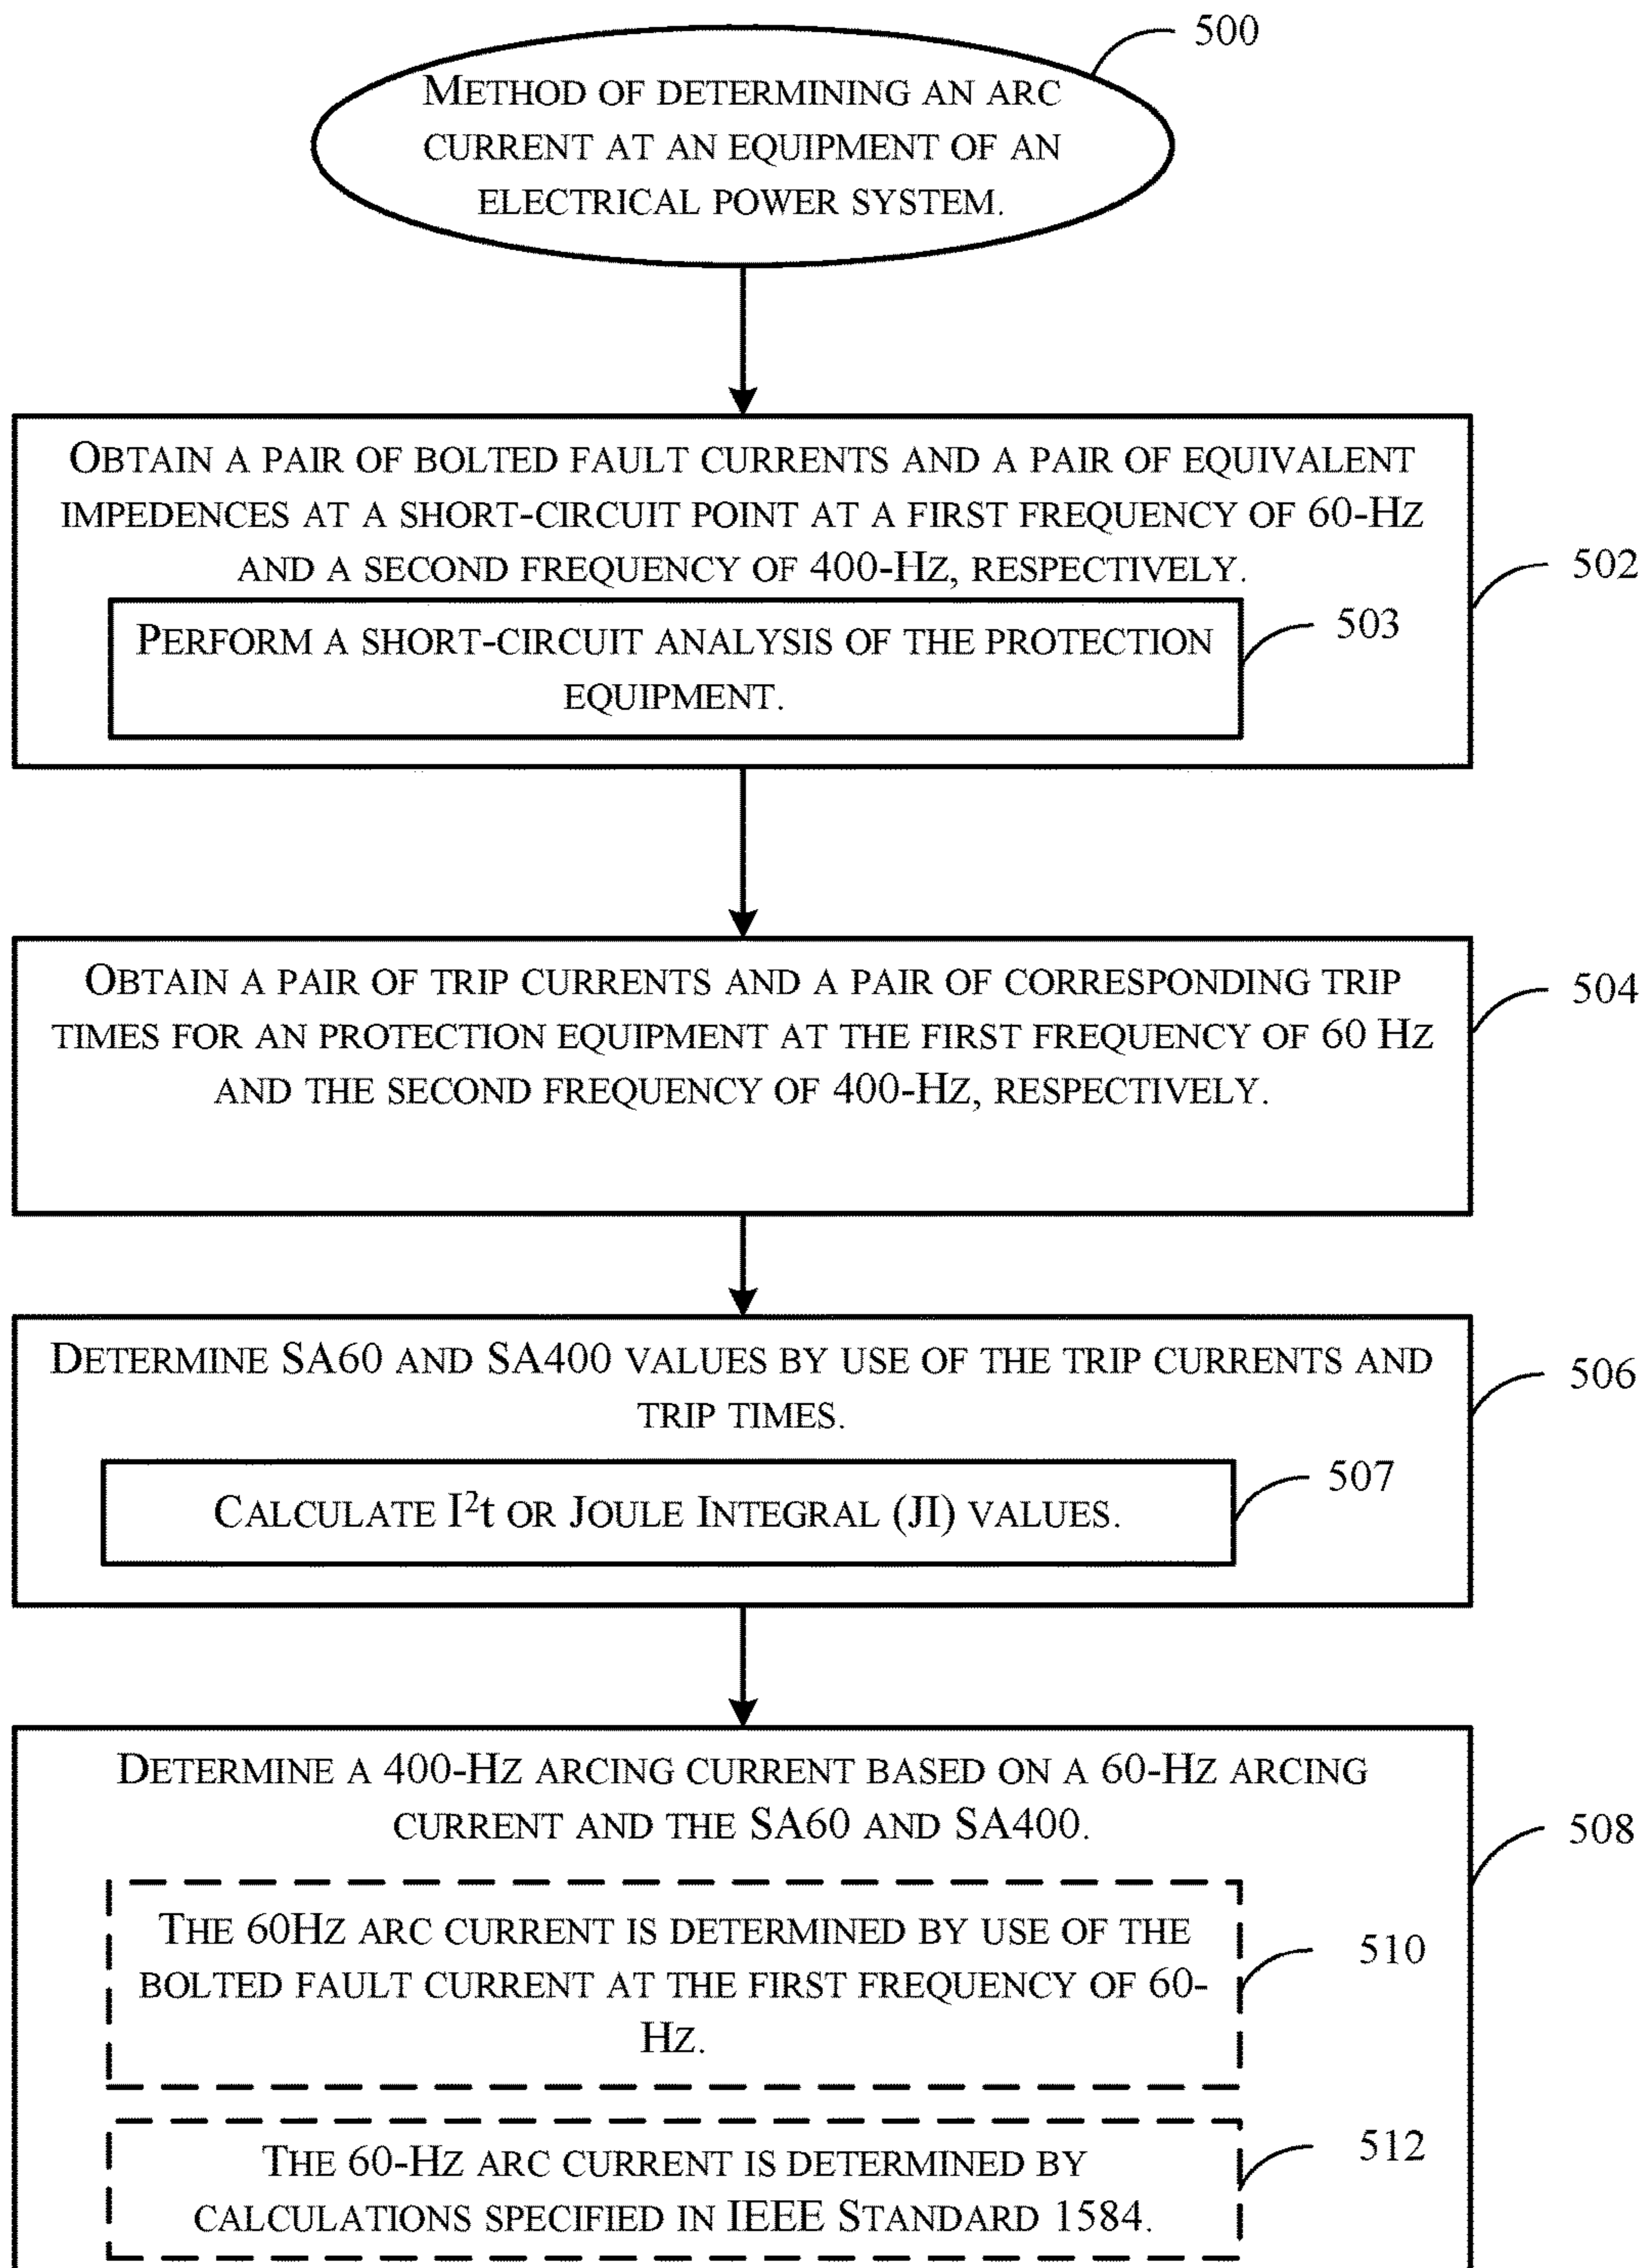 500
METHOD OF DETERMINING AN ARC
CURRENT AT AN EQUIPMENT OF AN
ELECTRICAL POWER SYSTEM.
OBTAIN A PAIR OF BOLTED FAULT CURRENTS AND A PAIR OF EQUIVALENT
IMPEDENCES AT A SHORT-CIRCUIT POINT AT A FIRST FREQUENCY OF 60-HZ
AND A SECOND FREQUENCY OF 400-HZ, RESPECTIVELY.
502
PERFORM A SHORT-CIRCUIT ANALYSIS OF THE PROTECTION
EQUIPMENT.
503
OBTAIN A PAIR OF TRIP CURRENTS AND A PAIR OF CORRESPONDING TRIP
TIMES FOR AN PROTECTION EQUIPMENT AT THE FIRST FREQUENCY OF 60 HZ
AND THE SECOND FREQUENCY OF 400-HZ, RESPECTIVELY.
504
DETERMINE SA60 AND SA400 VALUES BY USE OF THE TRIP CURRENTS AND
TRIP TIMES.
506
CALCULATE I²t OR JOULE INTEGRAL (JI) VALUES.
507
DETERMINE A 400-HZ ARCING CURRENT BASED ON A 60-HZ ARCING
CURRENT AND THE SA60 AND SA400.
508
THE 60HZ ARC CURRENT IS DETERMINED BY USE OF THE
BOLTED FAULT CURRENT AT THE FIRST FREQUENCY OF 60-
HZ.
510
THE 60-HZ ARC CURRENT IS DETERMINED BY
CALCULATIONS SPECIFIED IN IEEE STANDARD 1584.
512